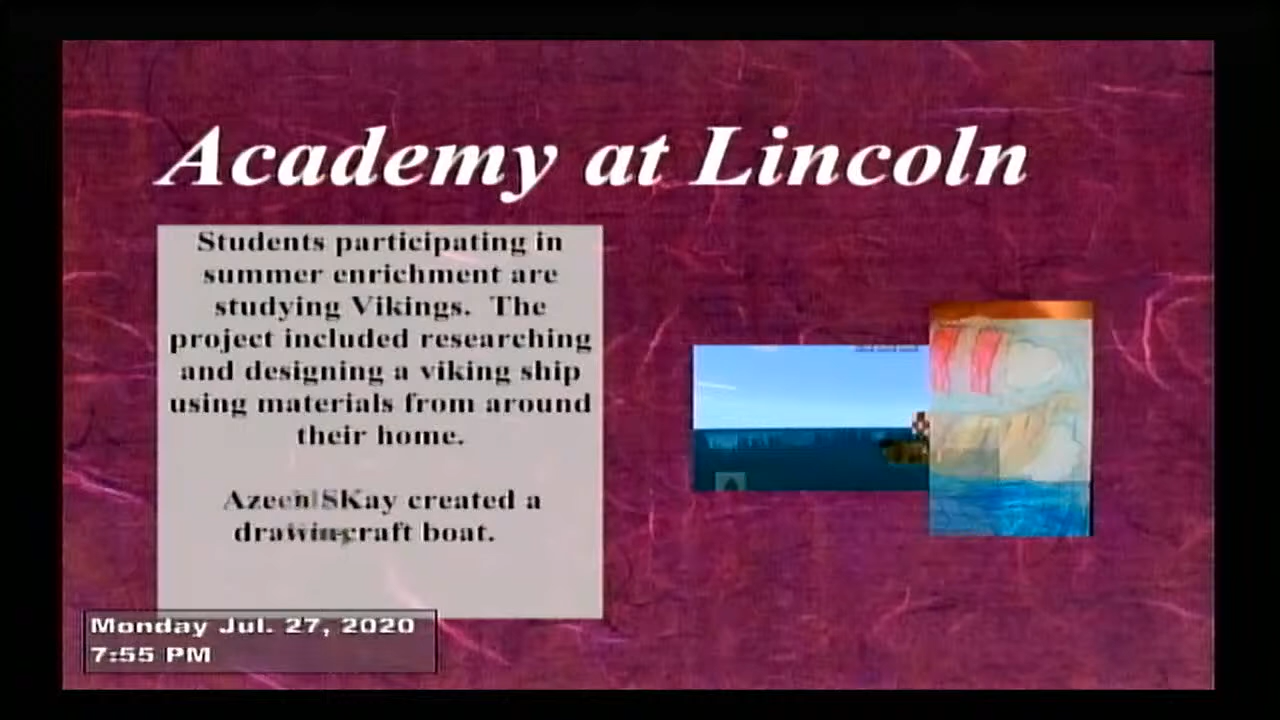 Academy at Lincoln
Students participating in
summer enrichment are
studying Vikings. The
project included researching
and designing a viking ship
using materials from around
their home.
created a
boat.
Monday Jul. 27, 2020
7:55 PM